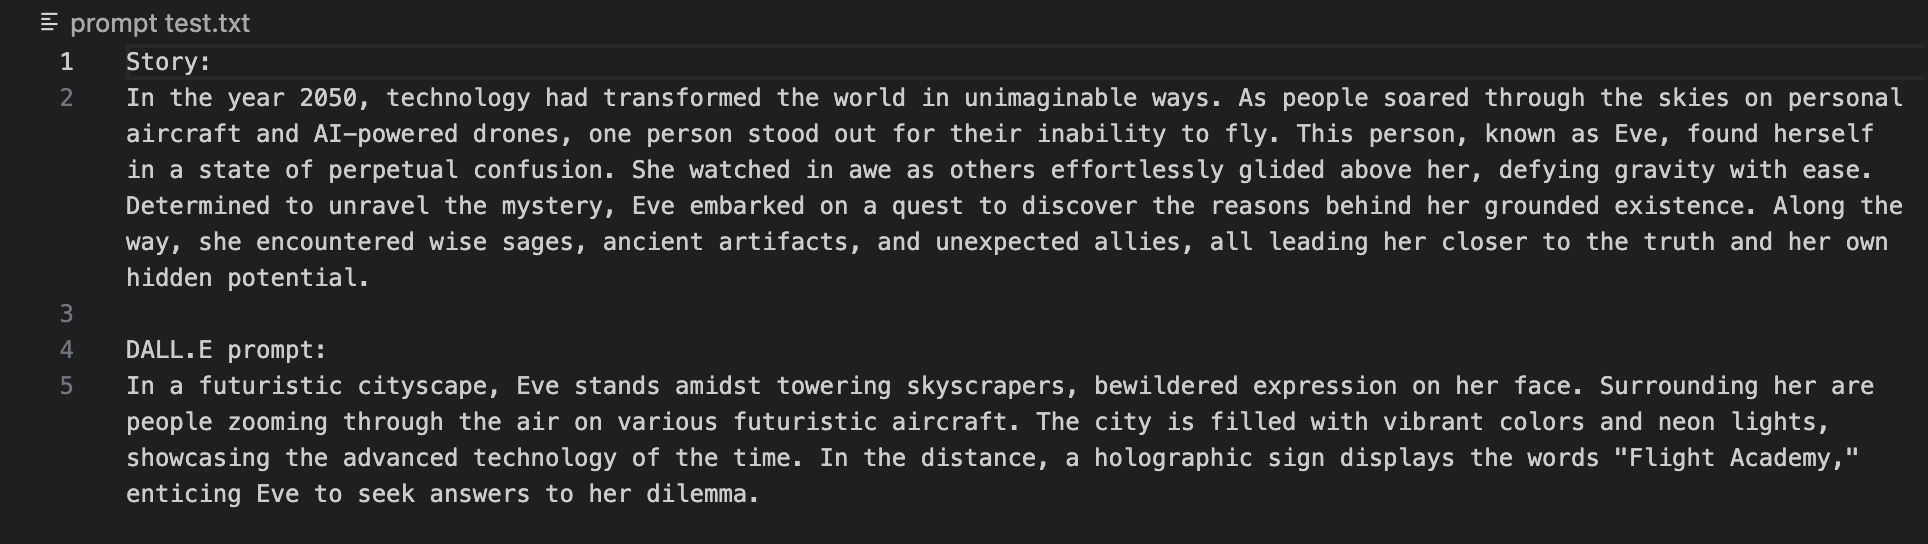 prompt test.txt
1 Story:
2 In the year 2050, technology had transformed the world in unimaginable ways. As people soared through the skies on personal
aircraft and AI-powered drones, one person stood out for their inability to fly. This person, known as Eve, found herself
in a state of perpetual confusion. She watched in awe as others effortlessly glided above her, defying gravity with ease.
Determined to unravel the mystery, Eve embarked on a quest to discover the reasons behind her grounded existence. Along the
way, she encountered wise sages, ancient artifacts, and unexpected allies, all leading her closer to the truth and her own
hidden potential.
3
4 DALL.E prompt:
5 In a futuristic cityscape, Eve stands amidst towering skyscrapers, bewildered expression on her face. Surrounding her are
people zooming through the air on various futuristic aircraft. The city is filled with vibrant colors and neon lights,
showcasing the advanced technology of the time. In the distance, a holographic sign displays the words "Flight Academy,"
enticing Eve to seek answers to her dilemma.